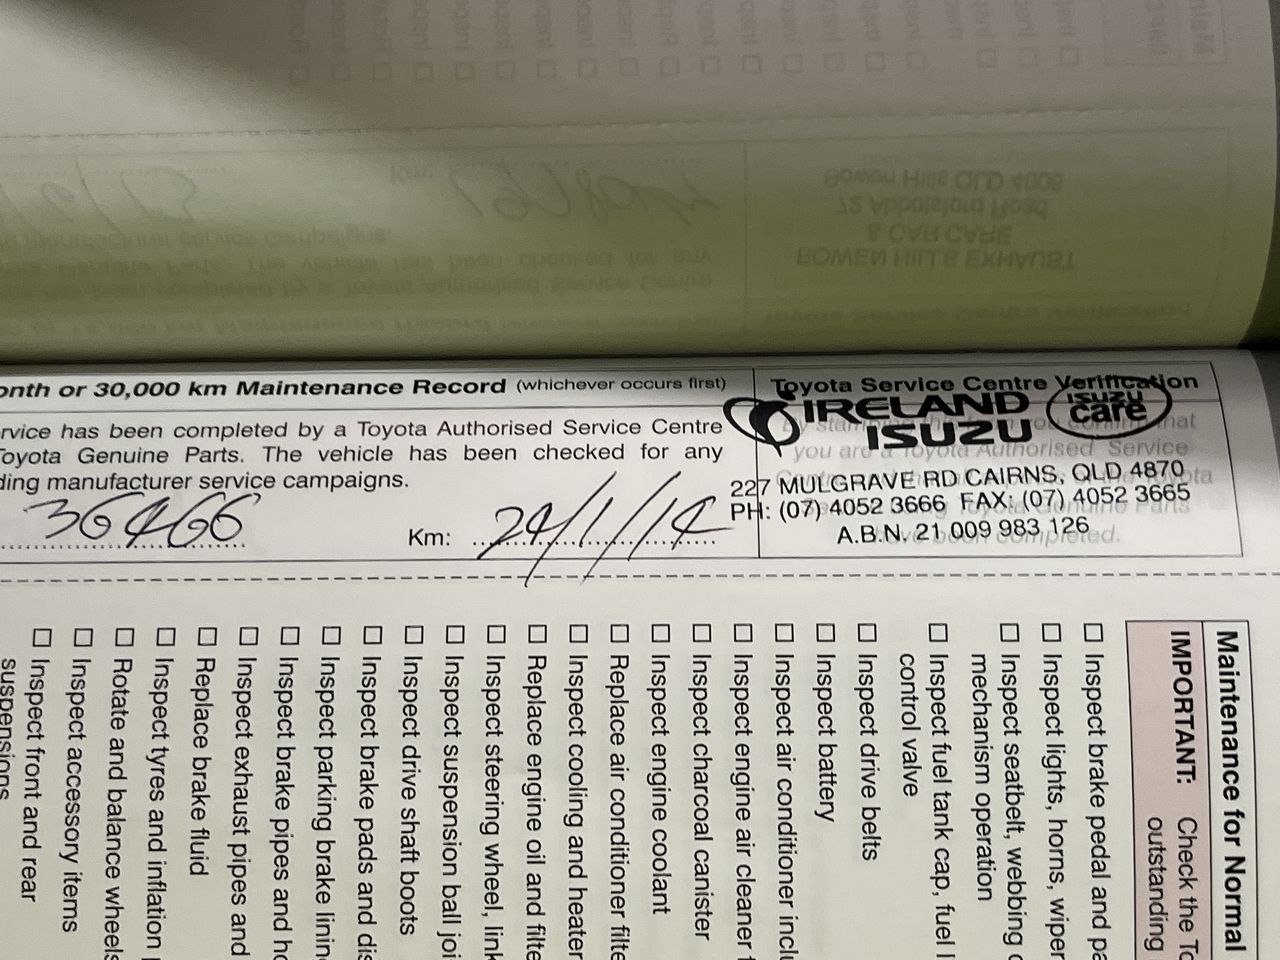 onth or 30,000 km Maintenance Record (whichever occurs first)
rvice has been completed by a Toyota Authorised Service Centre
Toyota Genuine Parts. The vehicle has been checked for any
ding manufacturer service campaigns.
36466
Km: 24/1/14
Toyota Service Centre Verification
IRELAND
ISUZU
ISUZU
care
227 MULGRAVE RD CAIRNS, QLD 4870
PH: (07) 4052 3666 FAX: (07) 4052 3665
A.B.N. 21 009 983 126
you are a Toyota Authorised Service
completed.
Maintenance for Normal
IMPORTANT: Check the To
outstanding
Inspect brake pedal and pa
Inspect lights, horns, wiper
Inspect seatbelt, webbing
mechanism operation
Inspect fuel tank cap, fuel l
control valve
Inspect drive belts
Inspect battery
Inspect air conditioner inclu
Inspect engine air cleaner f
Inspect charcoal canister
Inspect engine coolant
Replace air conditioner filte
Inspect cooling and heater
Replace engine oil and filte
Inspect steering wheel, link
Inspect suspension ball joi
Inspect drive shaft boots
Inspect brake pads and dis
Inspect parking brake lining
Inspect brake pipes and ho
Inspect exhaust pipes and
Replace brake fluid
Inspect tyres and inflation
Rotate and balance wheels
Inspect accessory items
Inspect front and rear
suspensions
BOWEN HILLS EXHAUST
& CAR CARE
27 Abbotsford Road
Bowen Hills QLD 4006